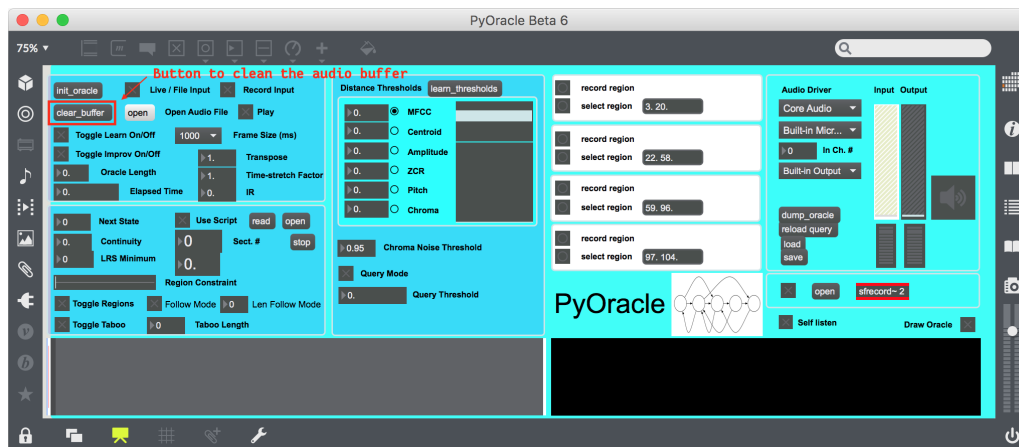 PyOracle Beta 6
75%
Button to clean the audio buffer
init_oracle Live / File Input Record Input
clear_buffer open Open Audio File Play
Toggle Learn On/Off 1000 Frame Size (ms)
Toggle Improv On/Off 1. Transpose
0. Oracle Length 1. Time-stretch Factor
0. Elapsed Time 0. IR
0 Next State Use Script read open
0. Continuity 0 Sect. # stop
0 LRS Minimum 0.
Region Constraint
Toggle Regions Follow Mode 0 Len Follow Mode
Toggle Taboo 0 Taboo Length
Distance Thresholds learn_thresholds
0. MFCC
0. Centroid
0. Amplitude
0. ZCR
0. Pitch
0. Chroma
0.95 Chroma Noise Threshold
Query Mode
0. Query Threshold
record region
select region 3. 20.
record region
select region 22. 58.
record region
select region 59. 96.
record region
select region 97. 104.
PyOracle
Audio Driver Input Output
Core Audio
Built-in Micr...
0 In Ch. #
Built-in Output
dump_oracle
reload query
load
save
open sfrecord~ 2
Self listen Draw Oracle